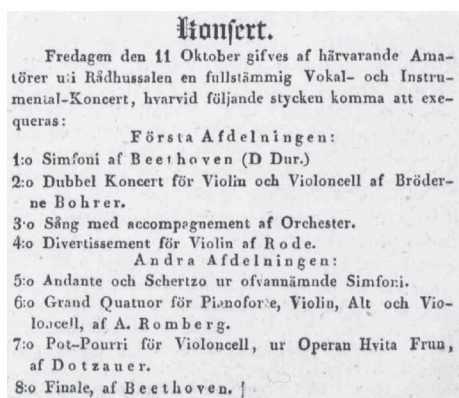 Konsert.
Fredagen den 11 Oktober gifves af härvarande Ama-
törer u:i Rådhussalen en fullstämmig Vokal- och Instru-
mental-Koncert, hvarvid följande stycken komma att exe-
queras:
Första Afdelningen:
1:o Simfoni af Beethoven (D Dur.)
2:o Dubbel Koncert för Violin och Violoncell af Bröder-
ne Bohrer.
3:o Sång med accompagnement af Orchester.
4:o Divertissement för Violin af Rode.
Andra Afdelningen:
5:o Andante och Schertzo ur ofvannämnde Simfoni.
6:o Grand Quatuor för Pianoforte, Violin, Alt och Vio-
loncell, af A. Romberg.
7:o Pot-Pourri för Violoncell, ur Operan Hvita Frun,
af Dotzauer.
8:o Finale, af Beethoven.